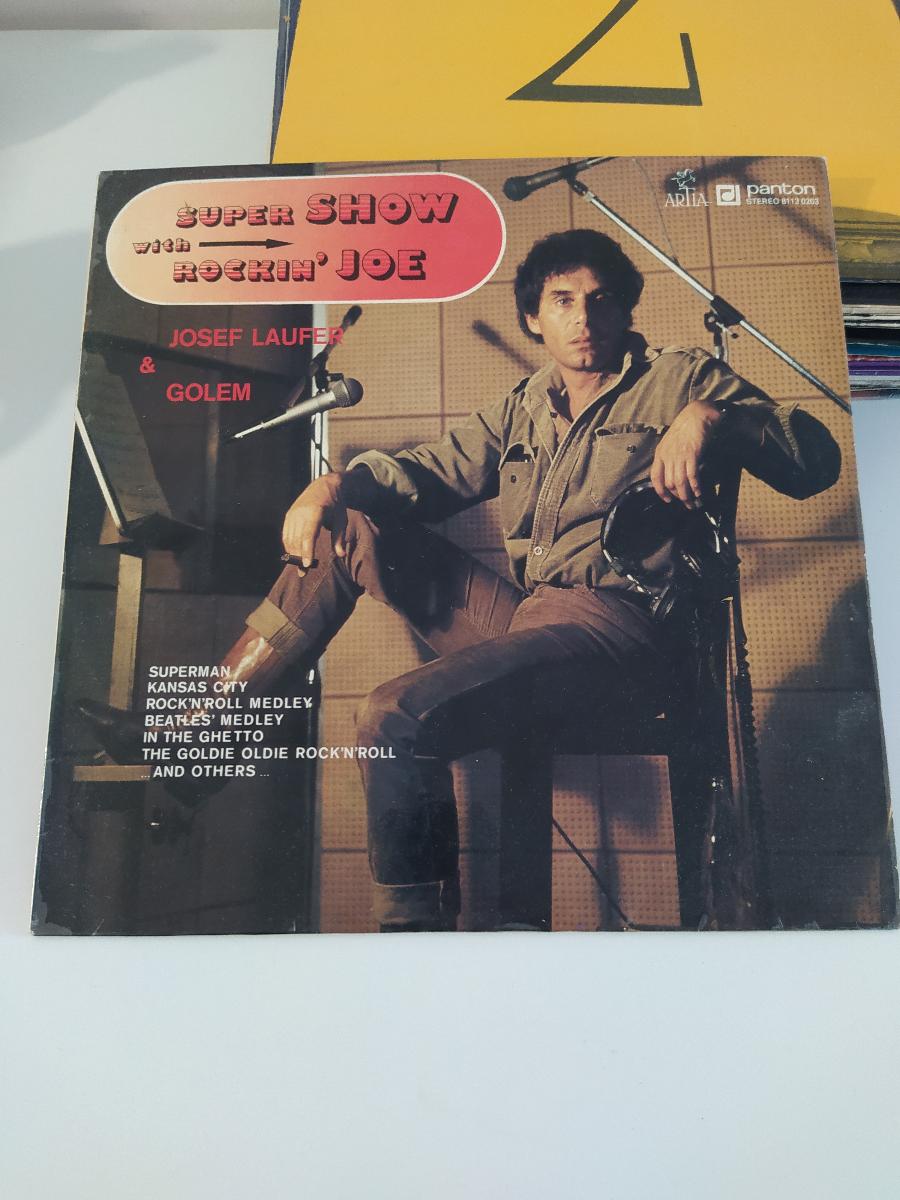 2
SUPER SHOW
with
ROCKIN' JOE
ARTIA
panton
STEREO 8113 0203
JOSEF LAUFER
&
GOLEM
SUPERMAN
KANSAS CITY
ROCK'N'ROLL MEDLEY
BEATLES' MEDLEY
IN THE GHETTO
THE GOLDIE OLDIE ROCK'N'ROLL
...AND OTHERS...